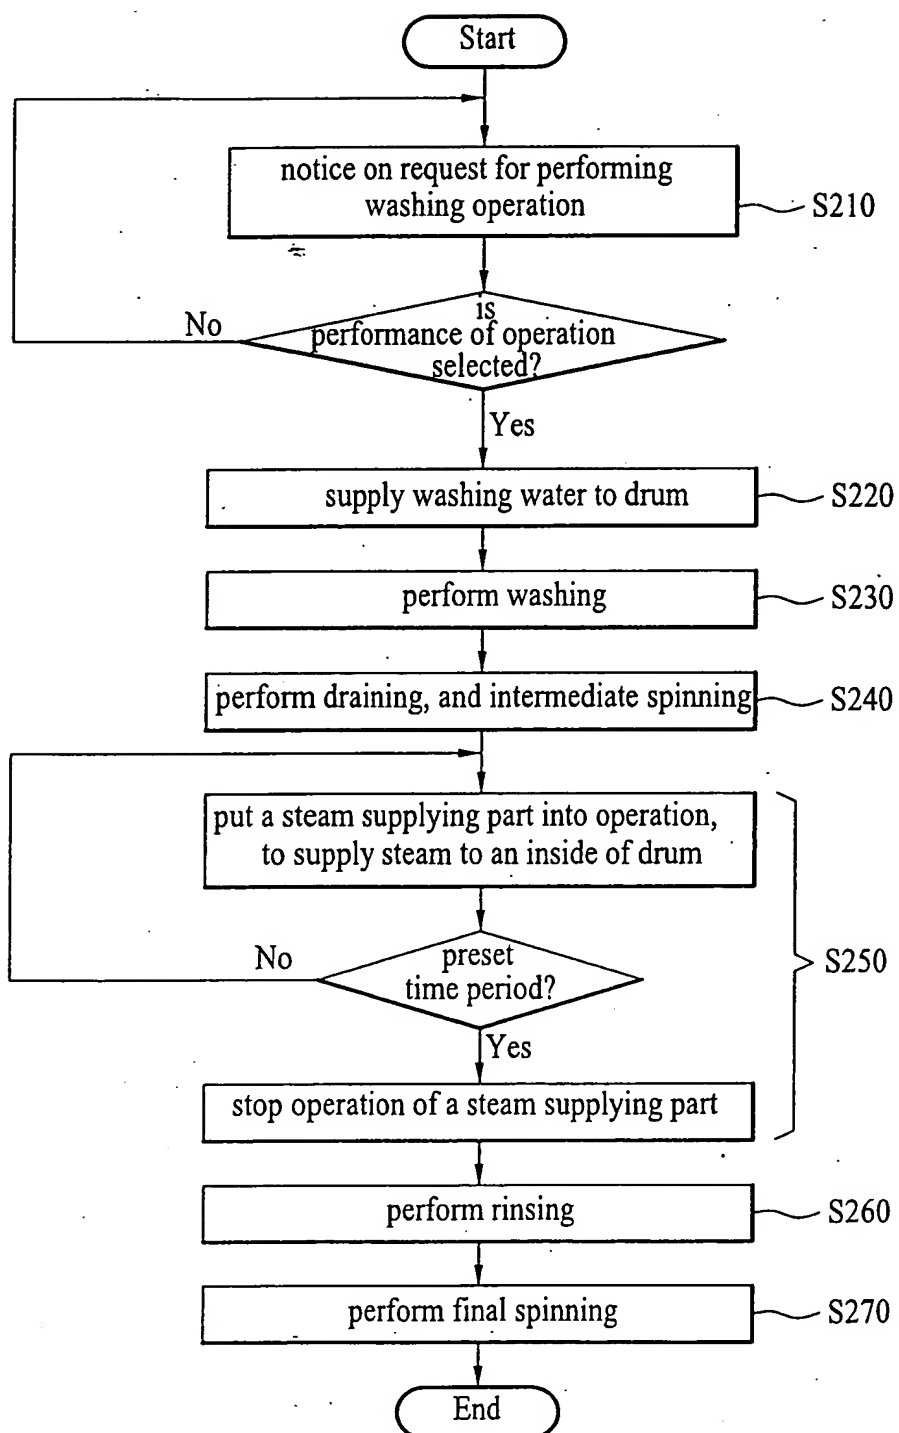 Start
notice on request for performing
washing operation
S210
is
performance of operation
selected?
No
Yes
supply washing water to drum
S220
perform washing
S230
perform draining, and intermediate spinning
S240
put a steam supplying part into operation,
to supply steam to an inside of drum
preset
time period?
No
S250
Yes
stop operation of a steam supplying part
perform rinsing
S260
perform final spinning
S270
End